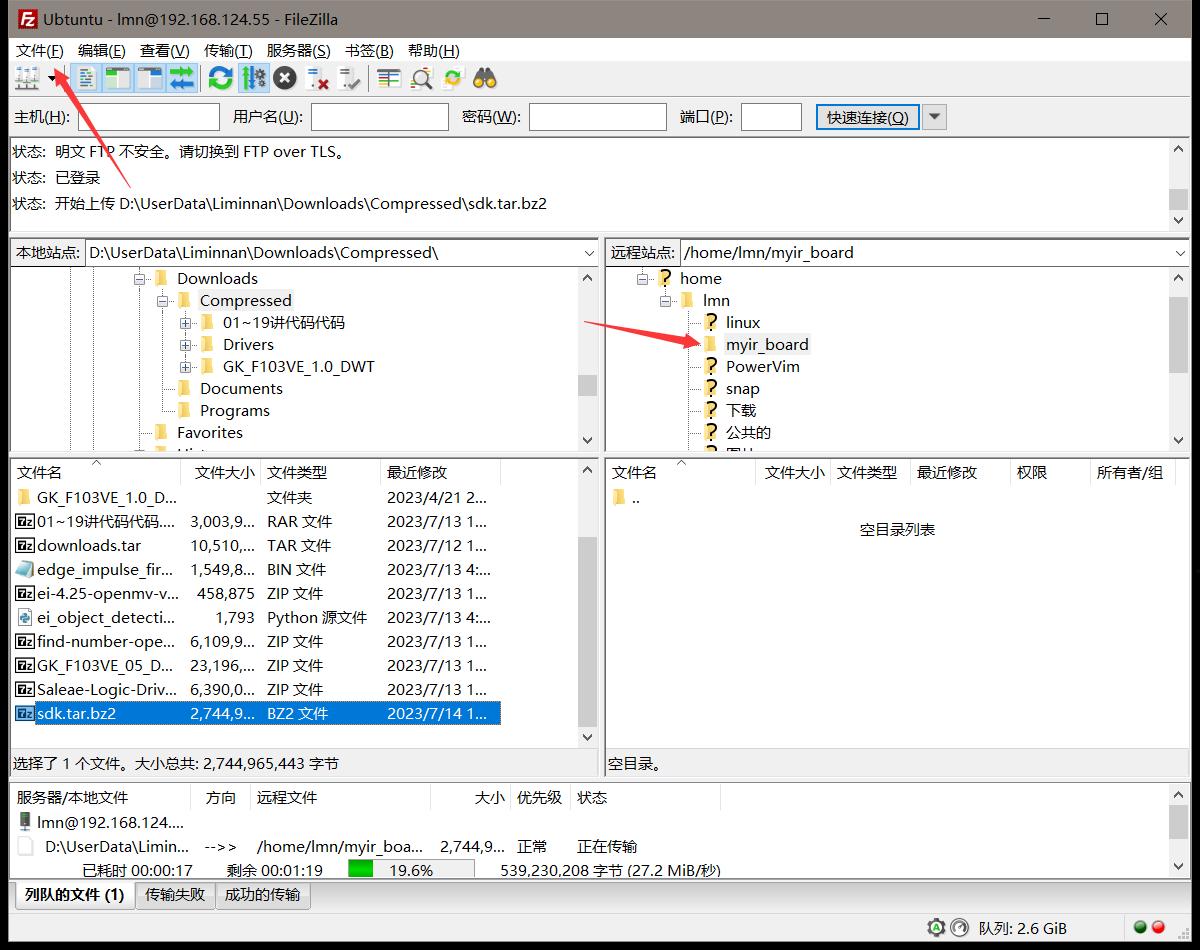 Ubtuntu - lmn@192.168.124.55 - FileZilla
文件(F) 编辑(E) 查看(V) 传输(T) 服务器(S) 书签(B) 帮助(H)
主机(H): 用户名(U): 密码(W): 端口(P): 快速连接(Q)
状态: 明文 FTP 不安全。请切换到 FTP over TLS。
状态: 已登录
状态: 开始上传 D:\UserData\Liminnan\Downloads\Compressed\sdk.tar.bz2
本地站点: D:\UserData\Liminnan\Downloads\Compressed\
Downloads
Compressed
01~19讲代码代码
Drivers
GK_F103VE_1.0_DWT
Documents
Programs
Favorites
远程站点: /home/lmn/myir_board
home
lmn
linux
myir_board
PowerVim
snap
下载
公共的
文件名 文件大小 文件类型 最近修改
GK_F103VE_1.0_D... 文件夹 2023/4/21 2...
01~19讲代码代码.... 3,003,9... RAR 文件 2023/7/13 1...
downloads.tar 10,510,... TAR 文件 2023/7/12 1...
edge_impulse_fir... 1,549,8... BIN 文件 2023/7/13 4:...
ei-4.25-openmv-v... 458,875 ZIP 文件 2023/7/13 1...
ei_object_detecti... 1,793 Python 源文件 2023/7/13 4:...
find-number-ope... 6,109,9... ZIP 文件 2023/7/13 1...
GK_F103VE_05_D... 23,196,... ZIP 文件 2023/7/13 1...
Saleae-Logic-Driv... 6,390,0... ZIP 文件 2023/7/13 1...
sdk.tar.bz2 2,744,9... BZ2 文件 2023/7/14 1...
选择了 1 个文件。大小总共: 2,744,965,443 字节
文件名 文件大小 文件类型 最近修改 权限 所有者/组
..
空目录列表
空目录。
服务器/本地文件 方向 远程文件 大小 优先级 状态
lmn@192.168.124....
D:\UserData\Limin... -->> /home/lmn/myir_boa... 2,744,9... 正常 正在传输
已耗时 00:00:17 剩余 00:01:19 19.6% 539,230,208 字节 (27.2 MiB/秒)
列队的文件 (1) 传输失败 成功的传输
队列: 2.6 GiB